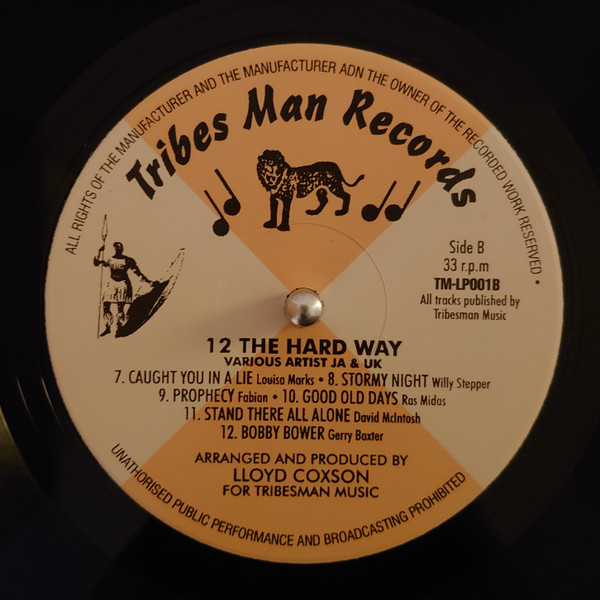 ALL RIGHTS OF THE MANUFACTURER AND THE MANUFACTURER ADN THE OWNER OF THE RECORDED WORK RESERVED •
Tribes Man Records
Side B
33 r.p.m
TM-LP001B
All tracks published by
Tribesman Music
12 THE HARD WAY
VARIOUS ARTIST JA & UK
7. CAUGHT YOU IN A LIE Louisa Marks • 8. STORMY NIGHT Willy Stepper
9. PROPHECY Fabian • 10. GOOD OLD DAYS Ras Midas
11. STAND THERE ALL ALONE David McIntosh
12. BOBBY BOWER Gerry Baxter
ARRANGED AND PRODUCED BY
LLOYD COXSON
FOR TRIBESMAN MUSIC
UNATHORISED PUBLIC PERFORMANCE AND BROADCASTING PROHIBITED